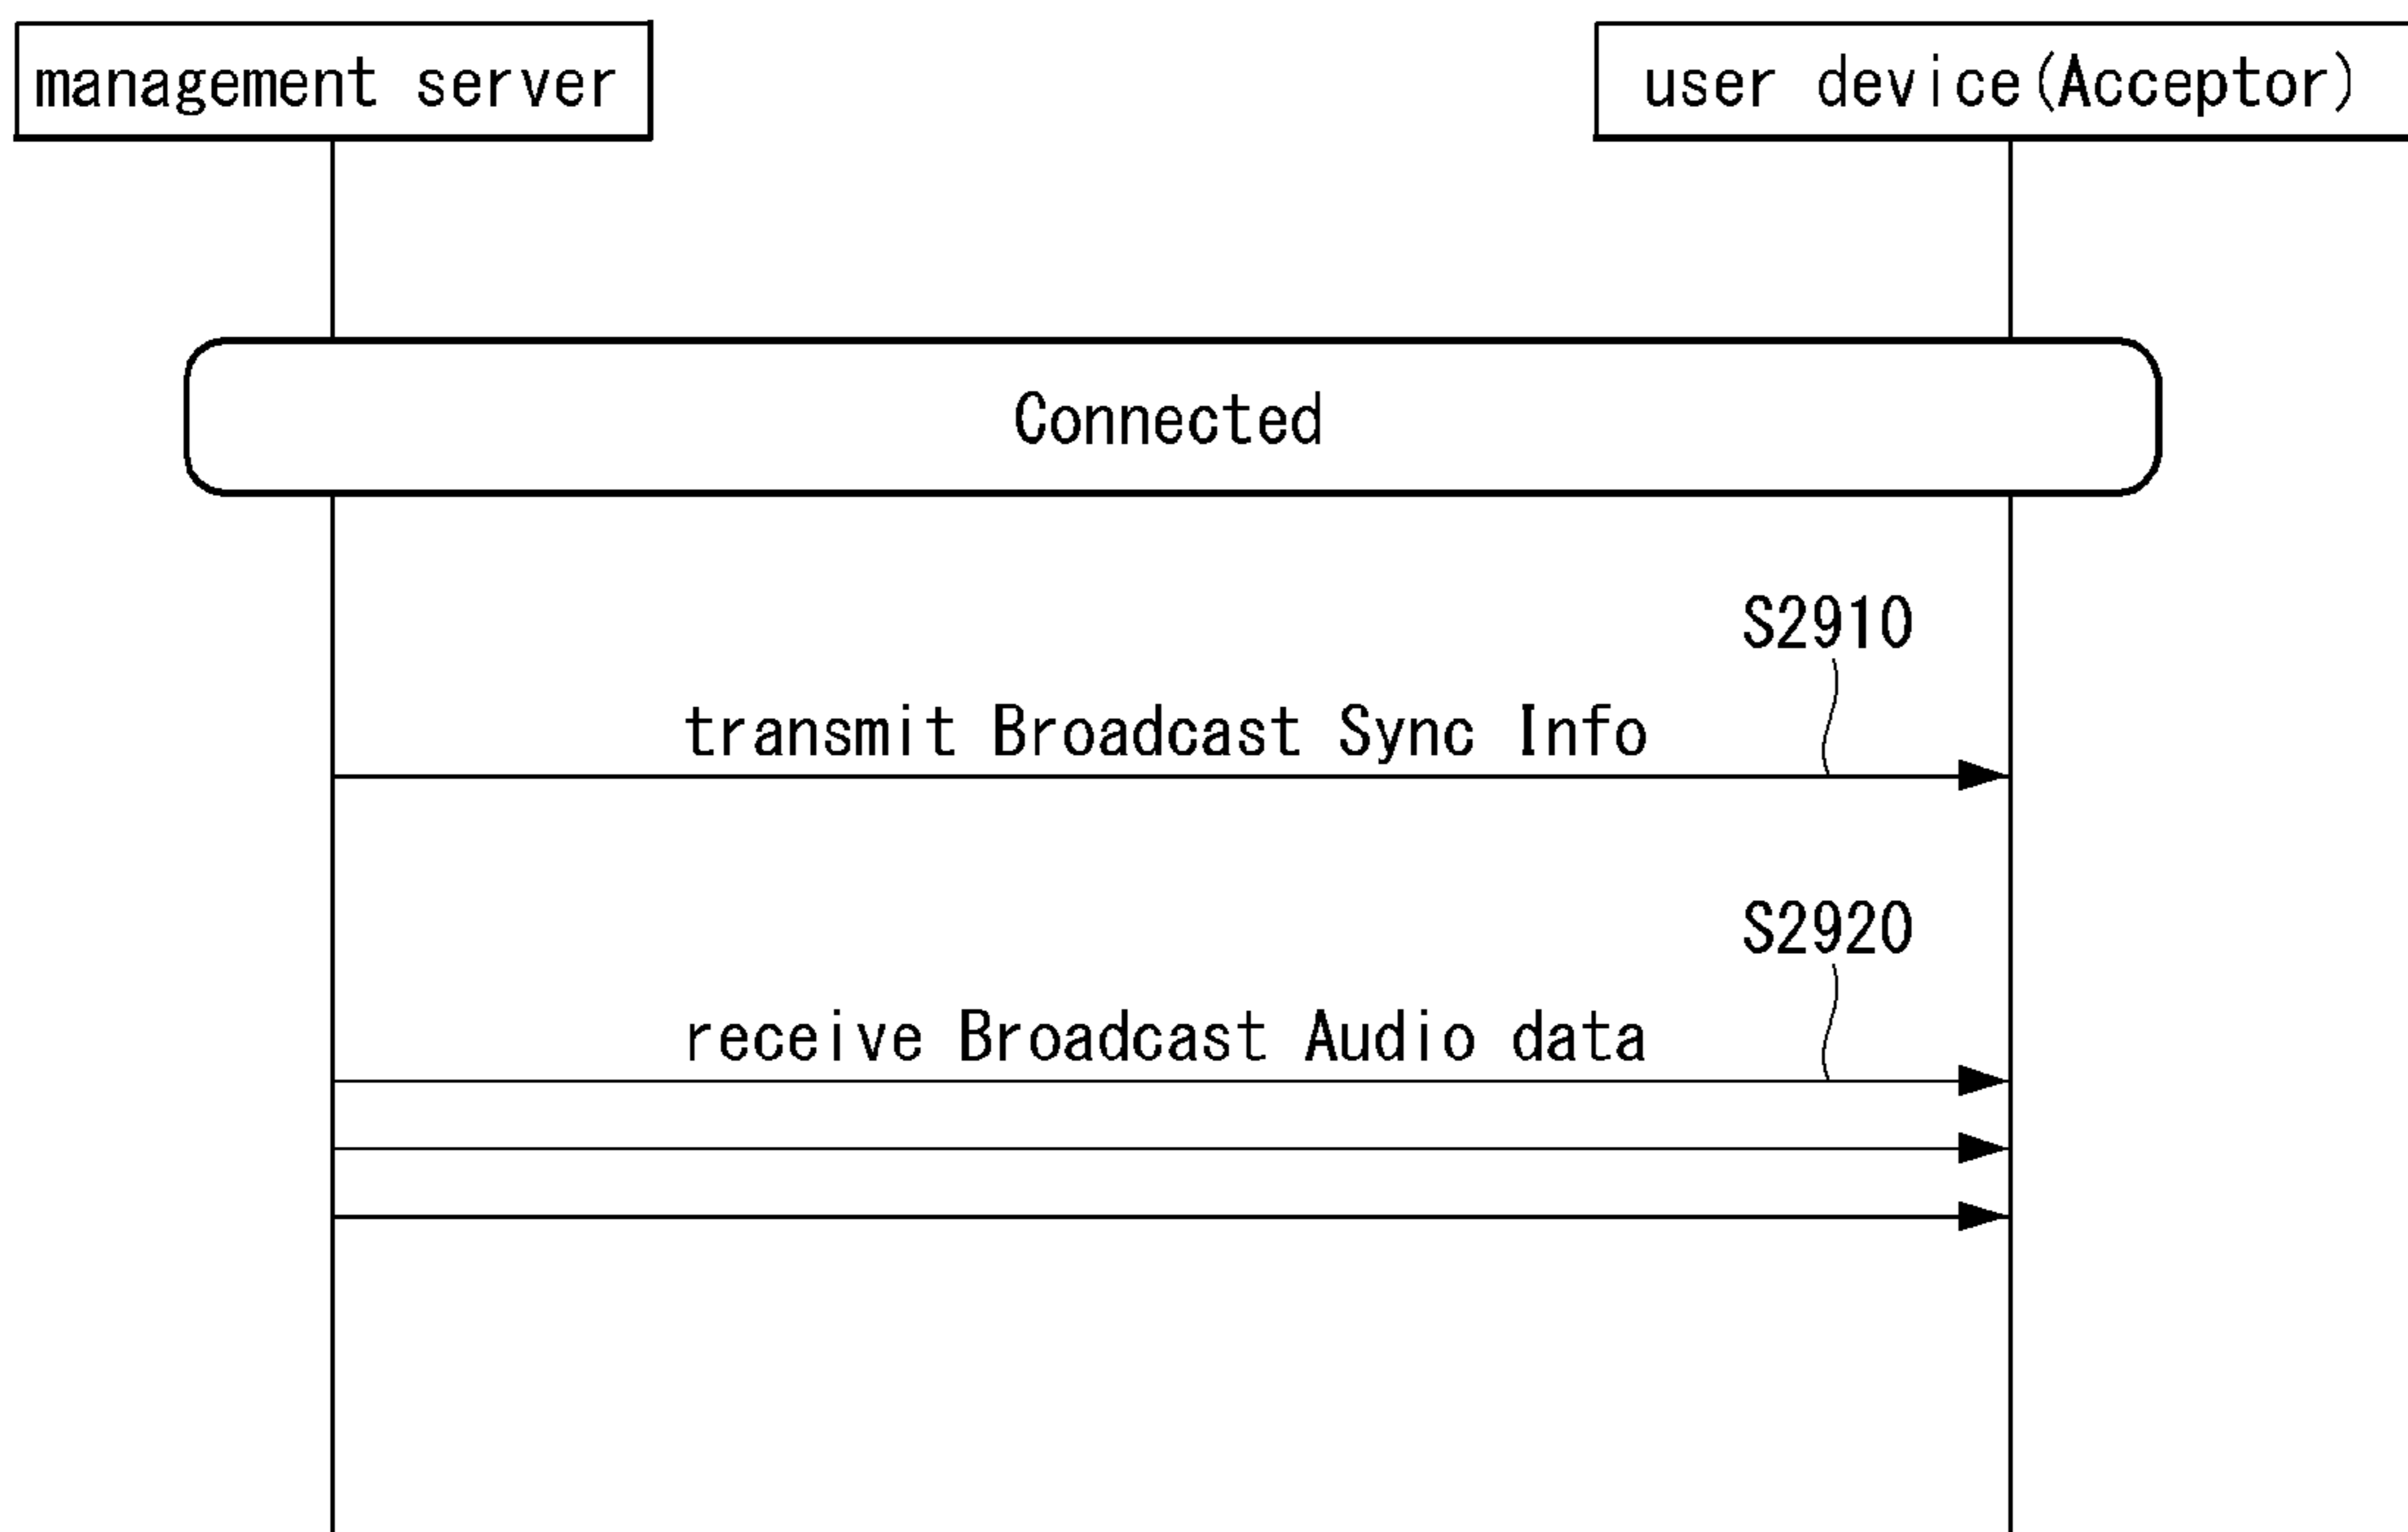 management server
user device(Acceptor)
Connected
S2910
transmit Broadcast Sync Info
S2920
receive Broadcast Audio data